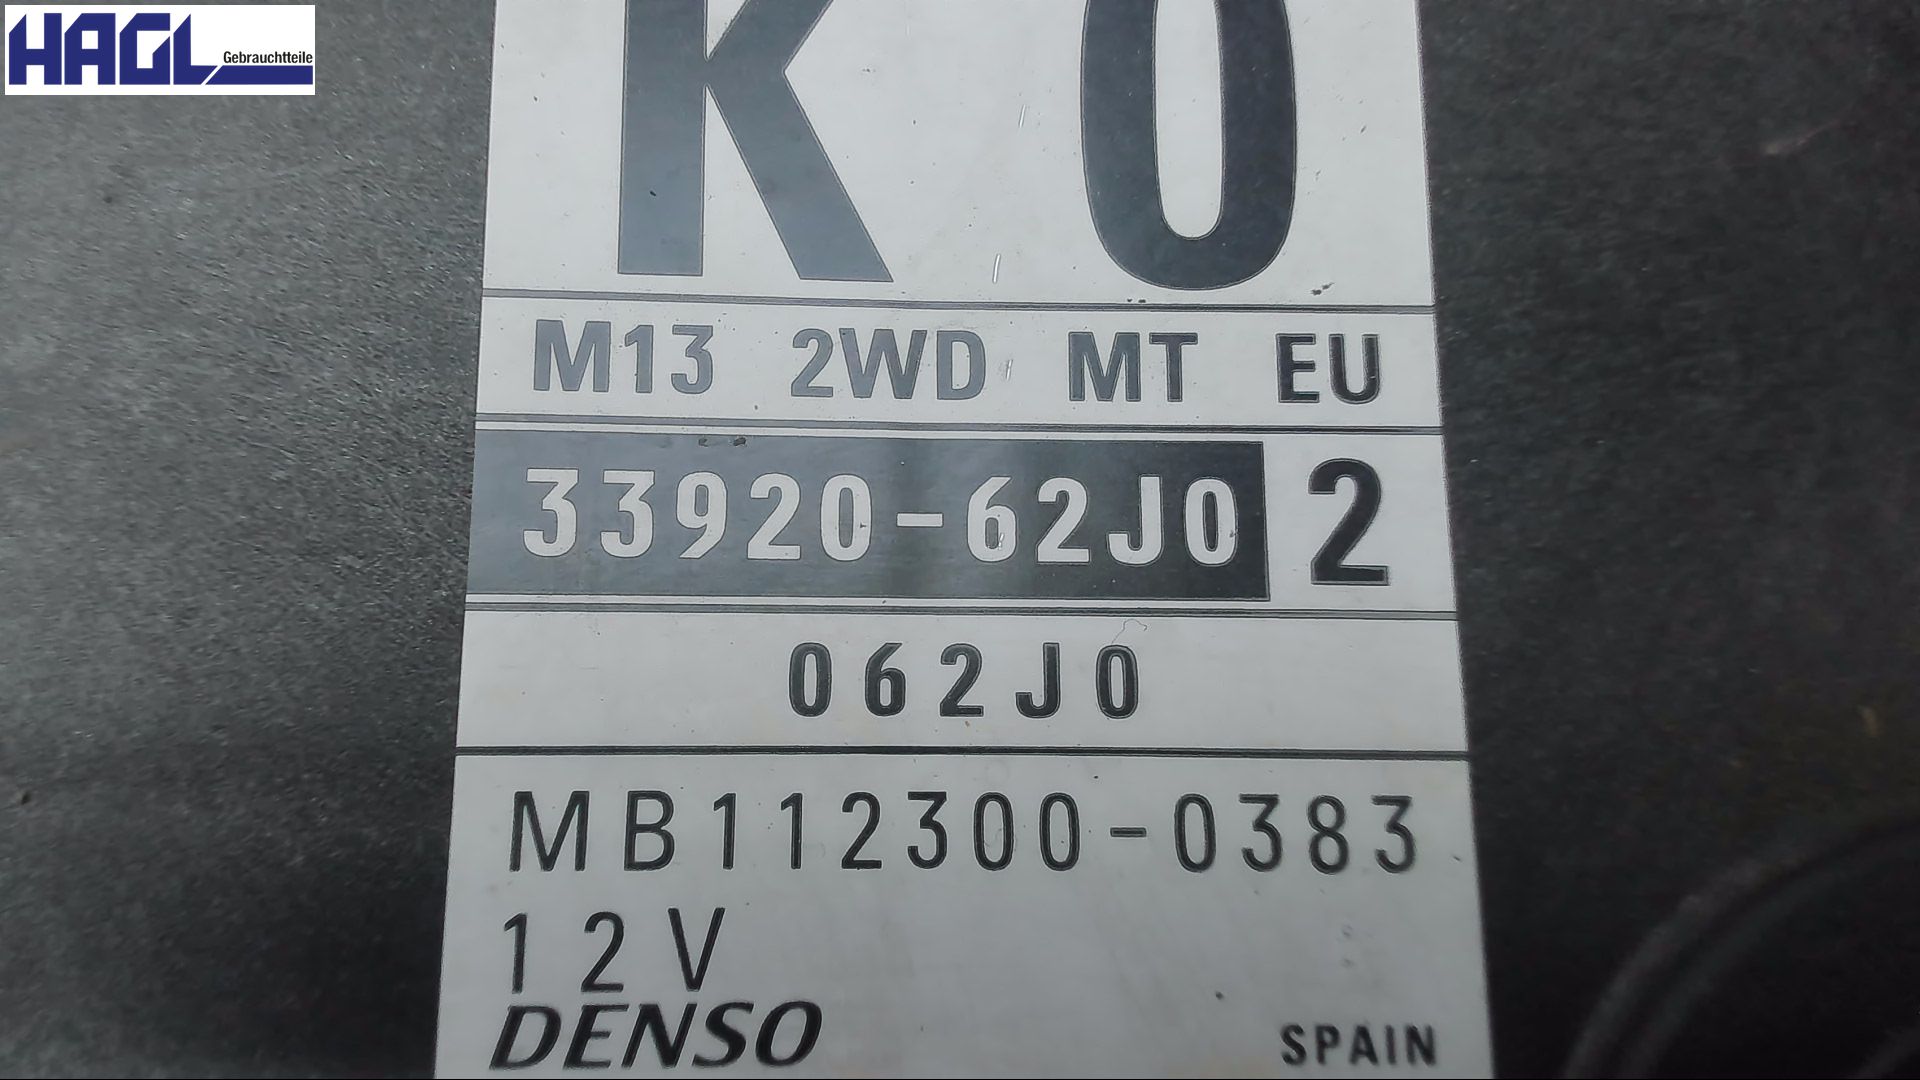 HAGL
Gebrauchtteile
K 0
M13 2WD MT EU
33920-62J0 2
062J0
MB112300-0383
12V
DENSO
SPAIN